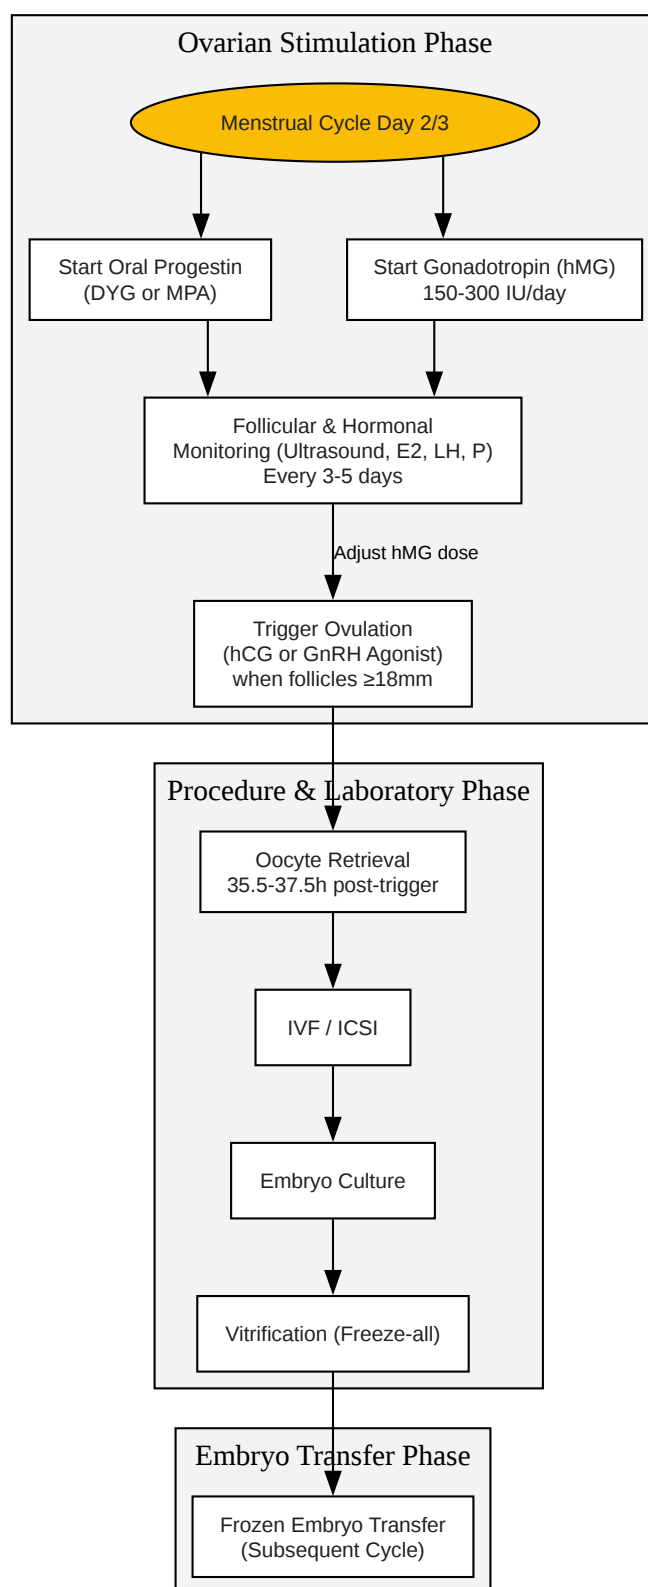 Ovarian Stimulation Phase
Menstrual Cycle Day 2/3
Start Oral Progestin
(DYG or MPA)
Start Gonadotropin (hMG)
150-300 IU/day
Follicular & Hormonal
Monitoring (Ultrasound, E2, LH, P)
Every 3-5 days
Adjust hMG dose
Trigger Ovulation
(hCG or GnRH Agonist)
when follicles ≥18mm
Procedure & Laboratory Phase
Oocyte Retrieval
35.5-37.5h post-trigger
IVF / ICSI
Embryo Culture
Vitrification (Freeze-all)
Embryo Transfer Phase
Frozen Embryo Transfer
(Subsequent Cycle)